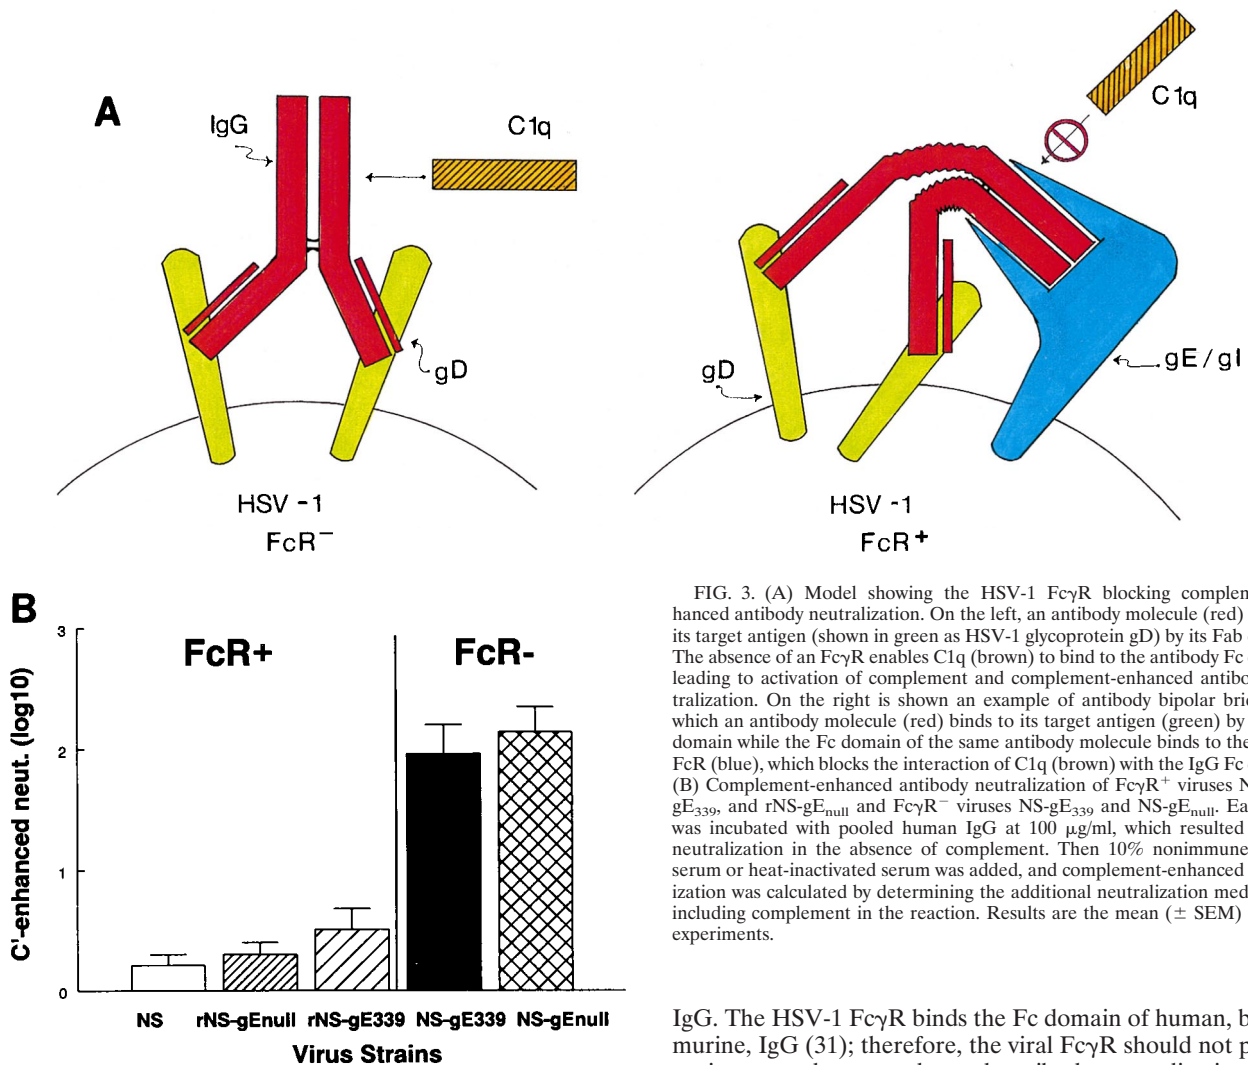 A
IgG
C1q
gD
HSV -1
FcR⁻
C1q
gD
gE / gI
HSV -1
FcR⁺
B
FcR+
FcR-
C'-enhanced neut. (log10)
3
2
1
0
NS
rNS-gEnull
rNS-gE339
NS-gE339
NS-gEnull
Virus Strains
FIG. 3. (A) Model showing the HSV-1 FcγR blocking complem
hanced antibody neutralization. On the left, an antibody molecule (red)
its target antigen (shown in green as HSV-1 glycoprotein gD) by its Fab
The absence of an FcγR enables C1q (brown) to bind to the antibody Fc
leading to activation of complement and complement-enhanced antibo
tralization. On the right is shown an example of antibody bipolar brid
which an antibody molecule (red) binds to its target antigen (green) by
domain while the Fc domain of the same antibody molecule binds to the
FcR (blue), which blocks the interaction of C1q (brown) with the IgG Fc
(B) Complement-enhanced antibody neutralization of FcγR⁺ viruses N
gE₃₃₉, and rNS-gE_null and FcγR⁻ viruses NS-gE₃₃₉ and NS-gE_null. Ea
was incubated with pooled human IgG at 100 μg/ml, which resulted
neutralization in the absence of complement. Then 10% nonimmune
serum or heat-inactivated serum was added, and complement-enhanced
ization was calculated by determining the additional neutralization med
including complement in the reaction. Results are the mean (± SEM)
experiments.
IgG. The HSV-1 FcγR binds the Fc domain of human, b
murine, IgG (31); therefore, the viral FcγR should not p